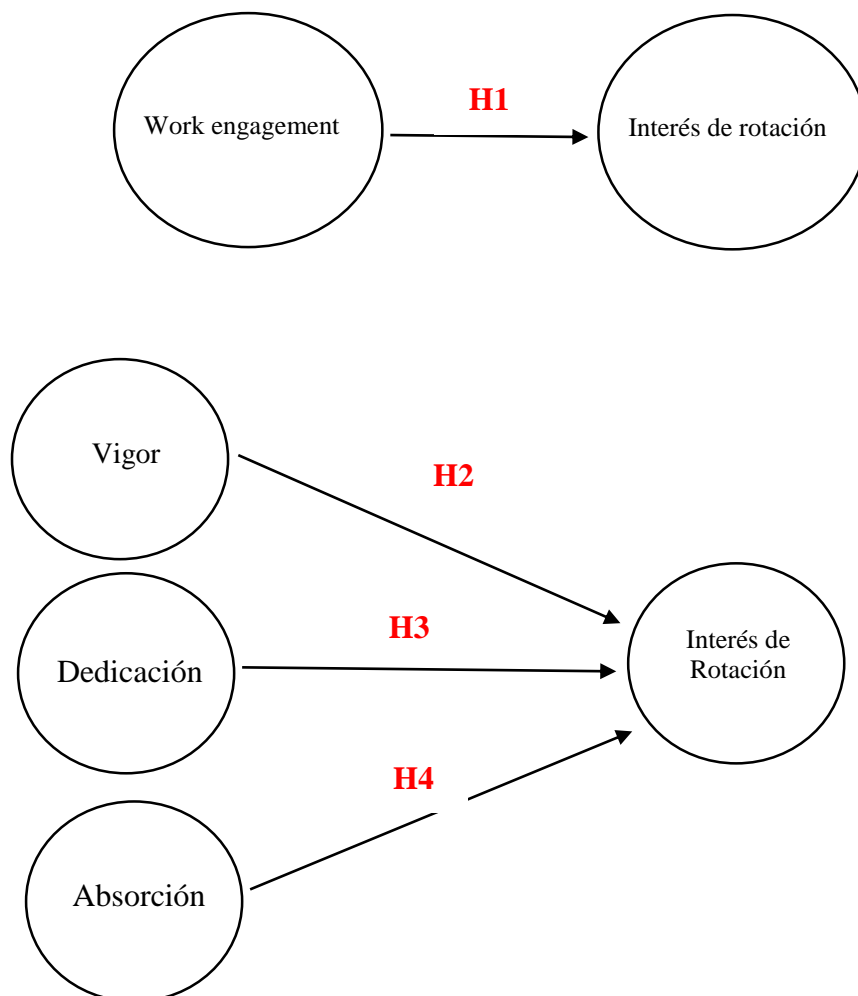 H1
Work engagement
Interés de rotación
Vigor
H2
H3
Dedicación
Interés de
Rotación
H4
Absorción